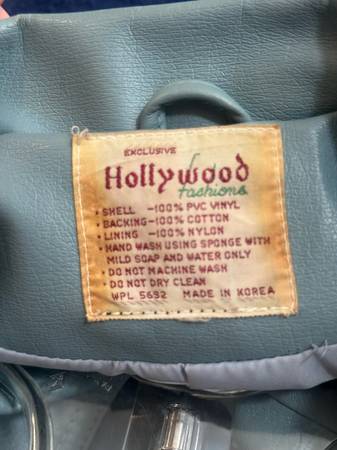 EXCLUSIVE
Hollywood
fashions
• SHELL -100% PVC VINYL
• BACKING-100% COTTON
• LINING -100% NYLON
• HAND WASH USING SPONGE WITH
MILD SOAP AND WATER ONLY
• DO NOT MACHINE WASH
• DO NOT DRY CLEAN
WPL 5692 MADE IN KOREA